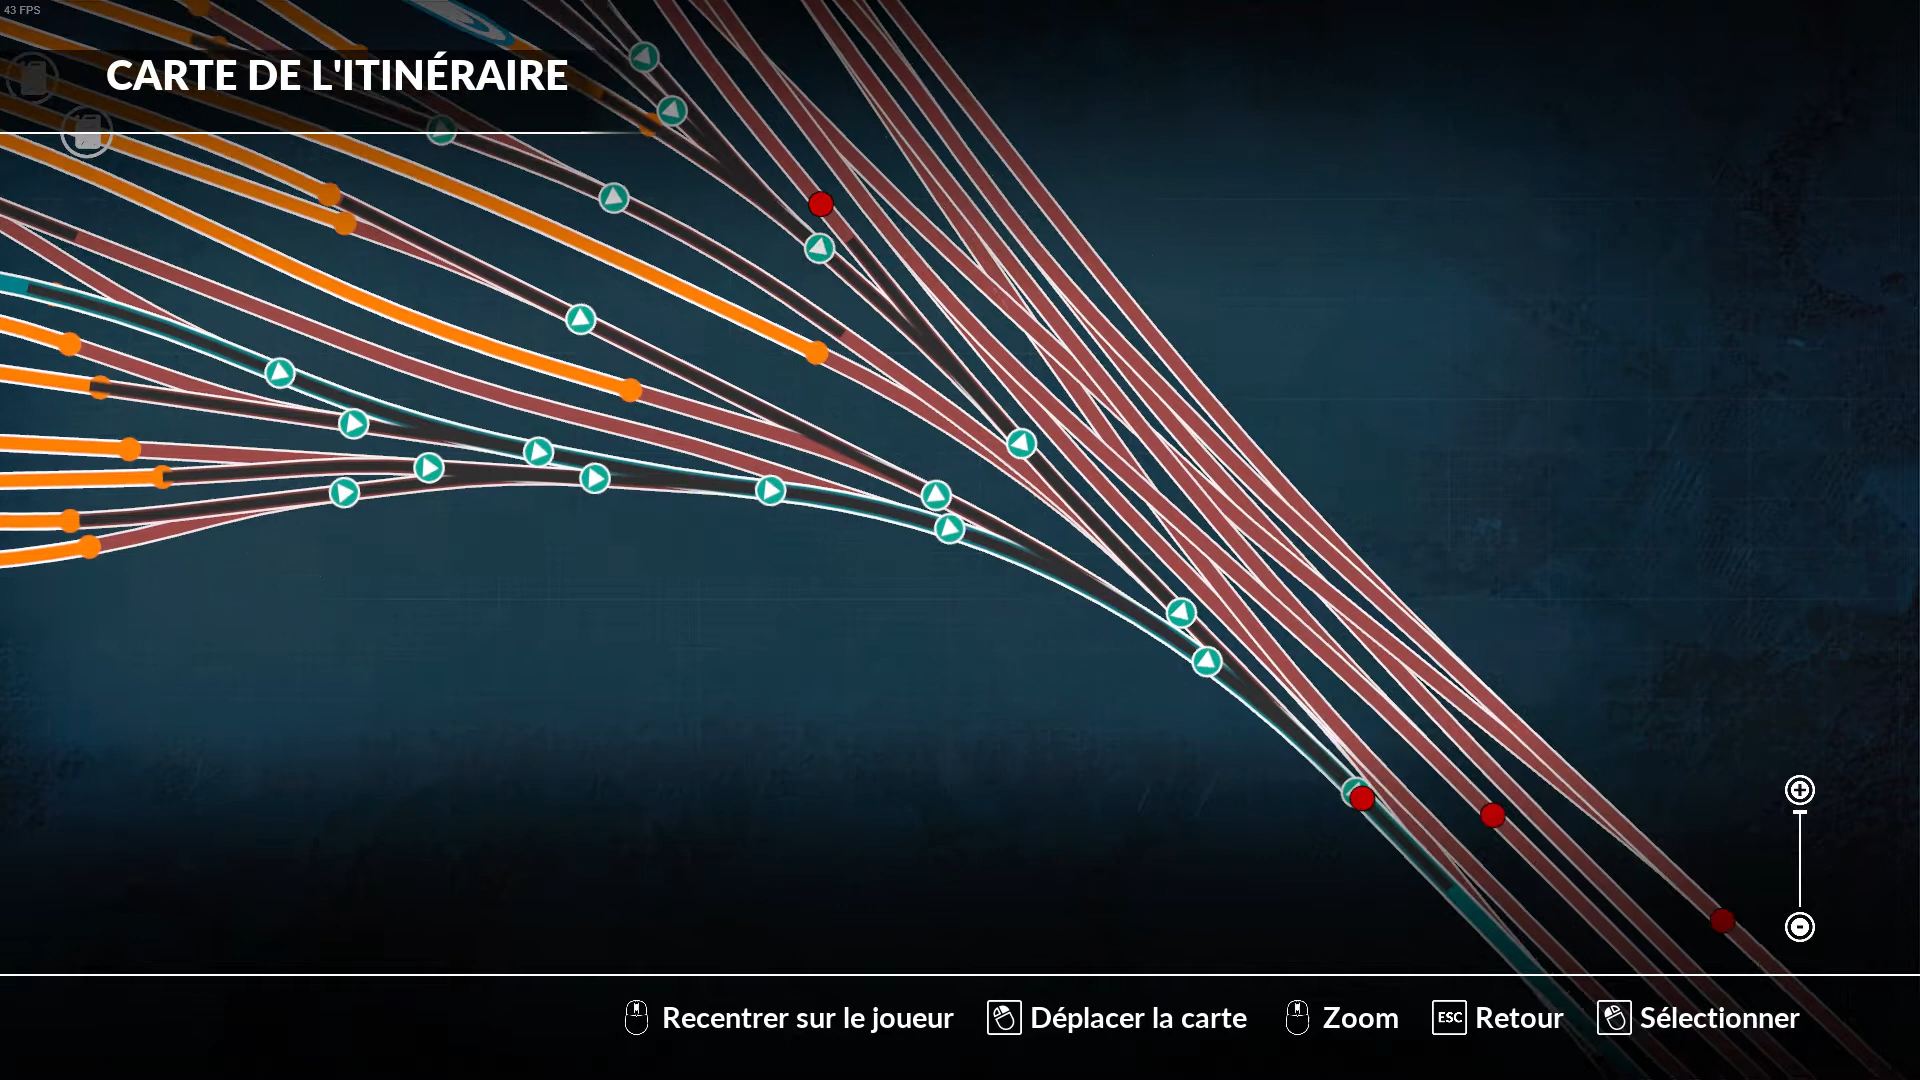 43 FPS
CARTE DE L'ITINÉRAIRE
Recentrer sur le joueur
Déplacer la carte
Zoom
ESC Retour
Sélectionner